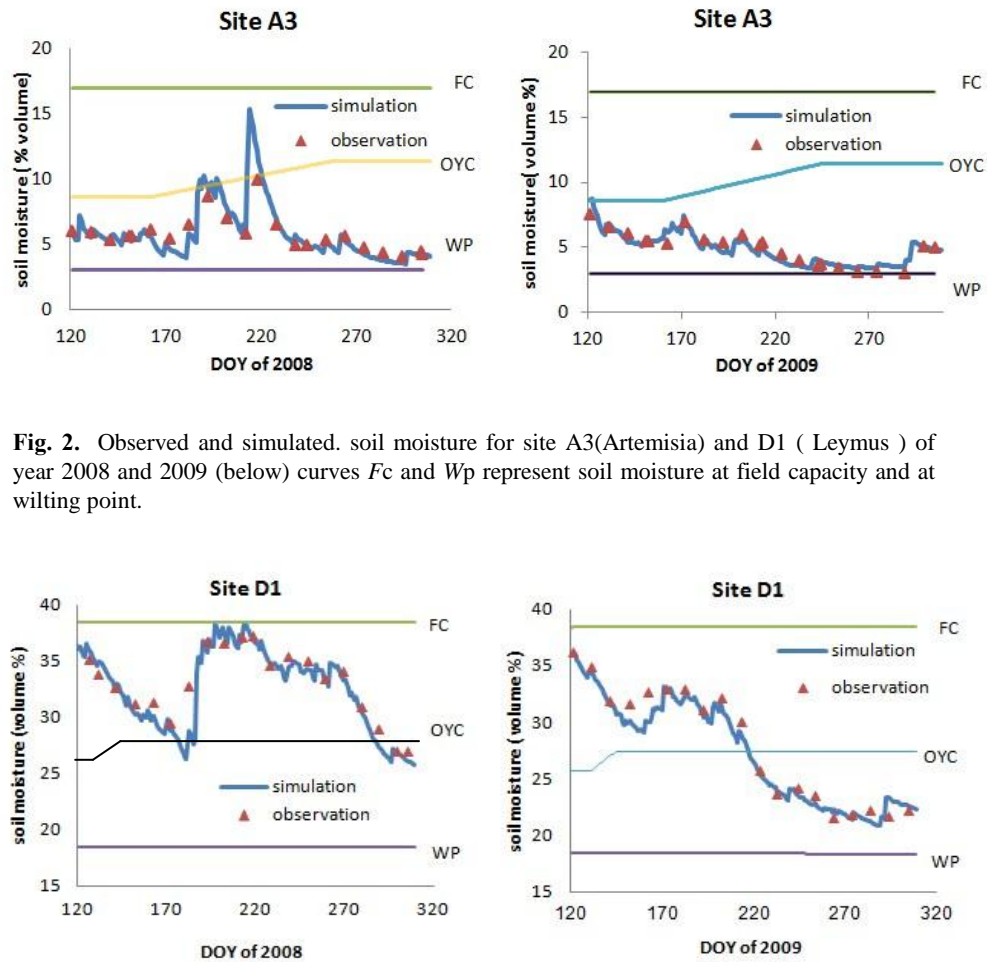 Site A3
20
15
10
5
0
soil moisture ( % volume)
FC
simulation
observation
OYC
WP
120 170 220 270 320
DOY of 2008
Site A3
20
15
10
5
0
soil moisture( volume %)
FC
simulation
observation
OYC
WP
120 170 220 270
DOY of 2009
Fig. 2. Observed and simulated. soil moisture for site A3(Artemisia) and D1 ( Leymus ) of
year 2008 and 2009 (below) curves Fc and Wp represent soil moisture at field capacity and at
wilting point.
Site D1
40
35
30
25
20
15
soil moisture (volume %)
FC
OYC
simulation
observation
WP
120 170 220 270 320
DOY of 2008
Site D1
40
35
30
25
20
15
soil moisture ( volume %)
FC
simulation
observation
OYC
WP
120 170 220 270 320
DOY of 2009